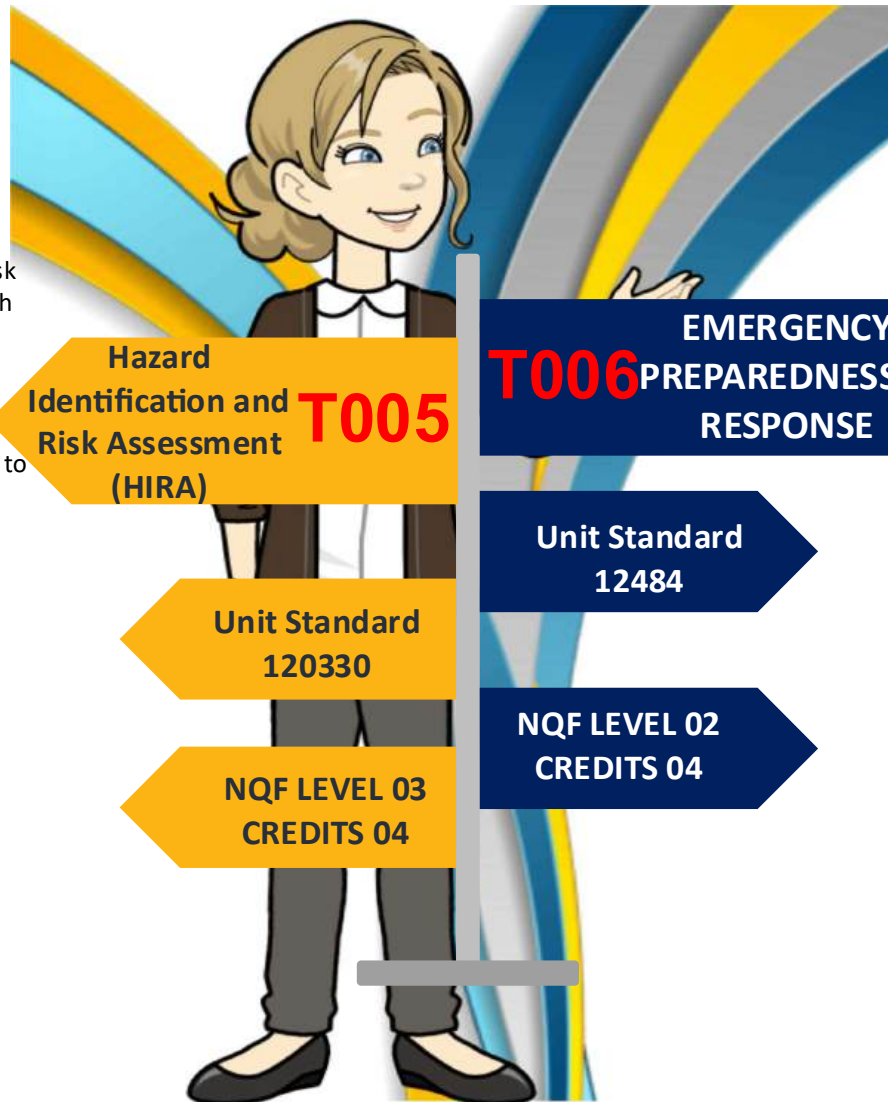 Hazard
Identification and
Risk Assessment
(HIRA)
T005
Unit Standard
120330
NQF LEVEL 03
CREDITS 04
T006
EMERGENCY
PREPAREDNESS
RESPONSE
Unit Standard
12484
NQF LEVEL 02
CREDITS 04
to